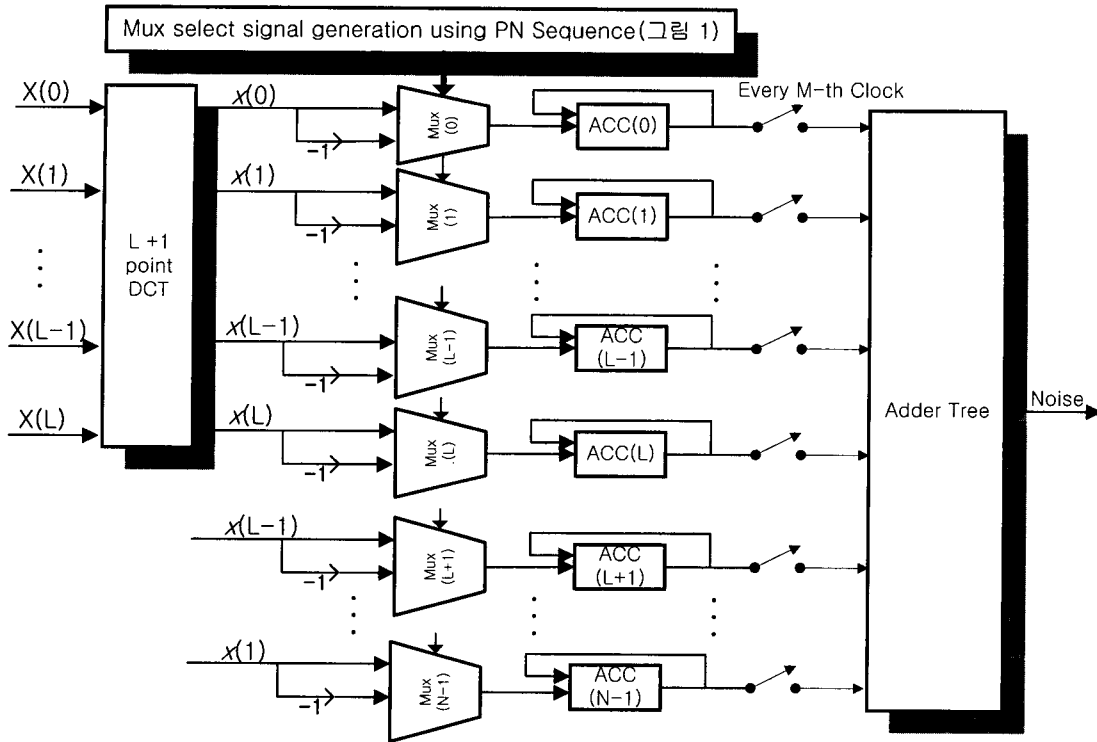 Mux select signal generation using PN Sequence(그림 1)
Every M-th Clock
X(0)
x(0)
-1
Mux
(0)
ACC(0)
X(1)
x(1)
-1
Mux
(1)
ACC(1)
L +1
point
DCT
X(L-1)
x(L-1)
-1
Mux
(L-1)
ACC
(L-1)
X(L)
x(L)
-1
Mux
.(L)
ACC(L)
Adder Tree
Noise
x(L-1)
-1
Mux
(L+1)
ACC
(L+1)
x(1)
-1
Mux
(N-1)
ACC
(N-1)